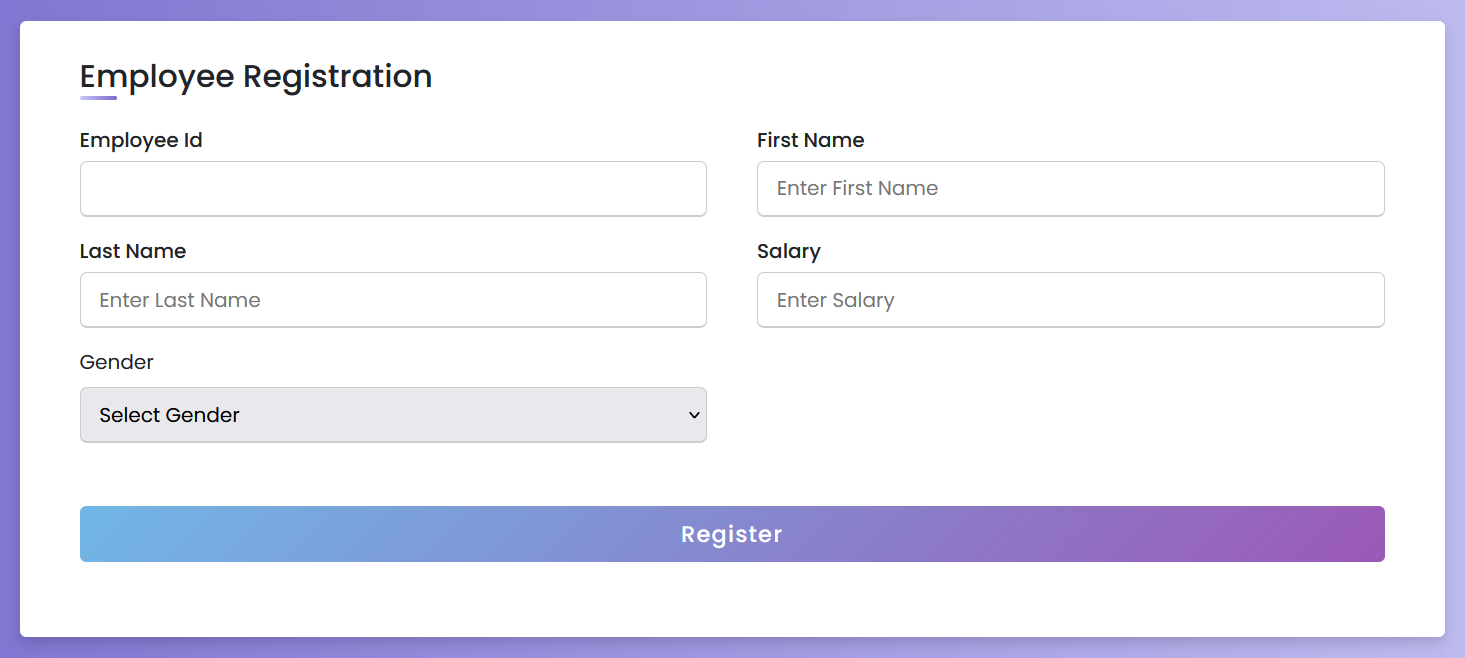 Employee Registration
Employee Id
First Name
Enter First Name
Last Name
Salary
Enter Last Name
Enter Salary
Gender
Select Gender
Register